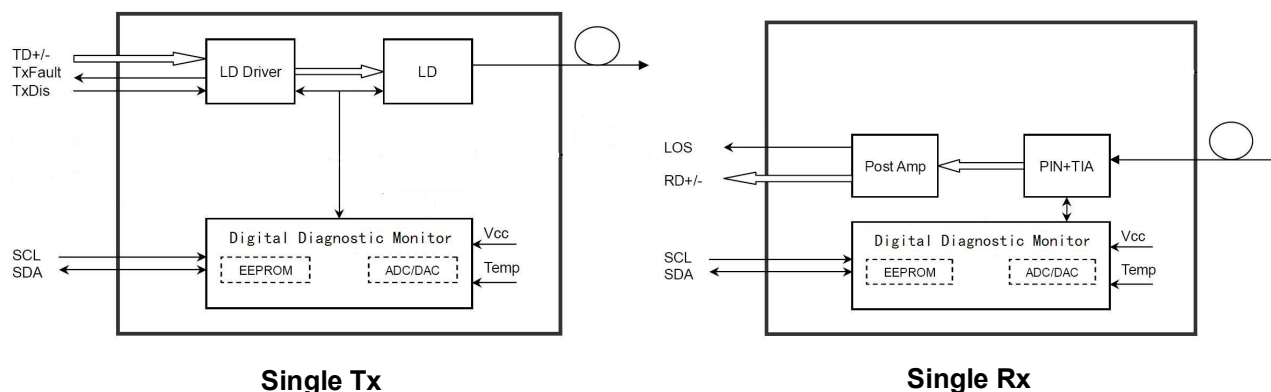 TD+/-
TxFault
TxDis
LD Driver
LD
Digital Diagnostic Monitor
EEPROM
ADC/DAC
Vcc
Temp
SCL
SDA
Single Tx
LOS
RD+/-
Post Amp
PIN+TIA
Digital Diagnostic Monitor
EEPROM
ADC/DAC
Vcc
Temp
SCL
SDA
Single Rx